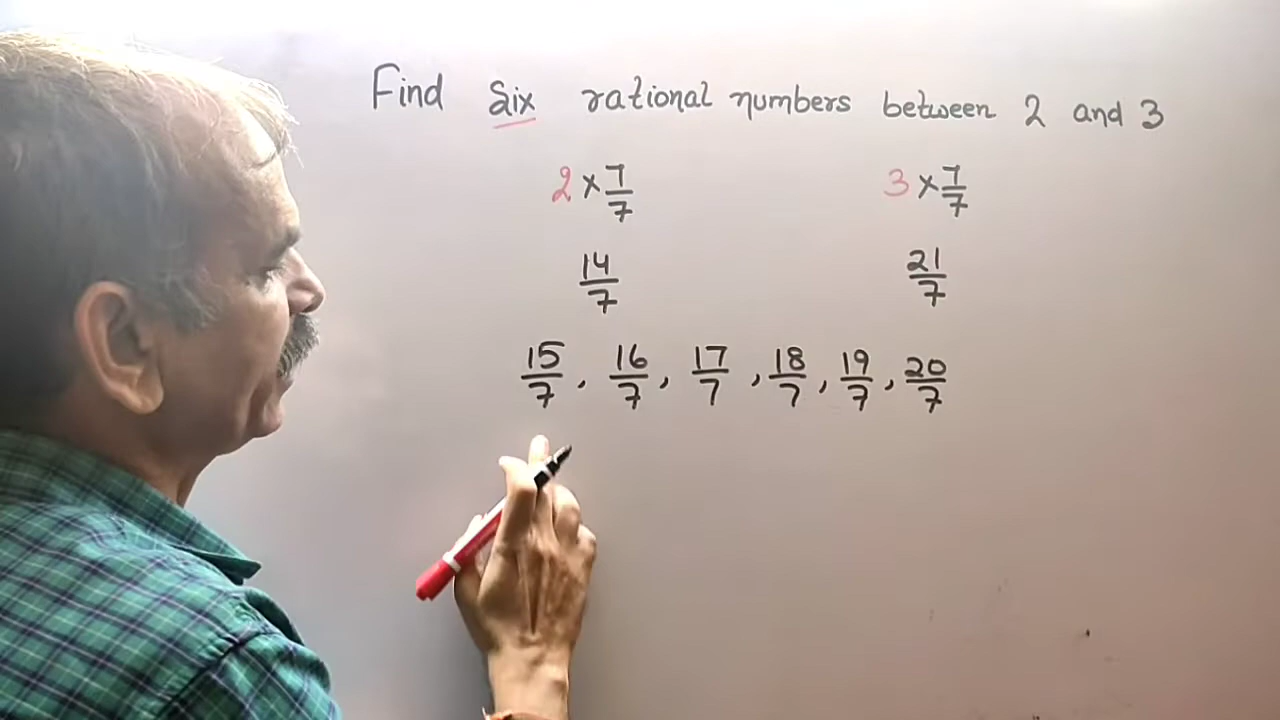 Find Six rational numbers between 2 and 3
2 × 7/7 3 × 7/7
14/7 21/7
15/7, 16/7, 17/7, 18/7, 19/7, 20/7